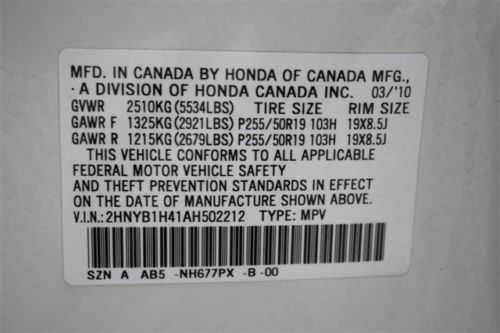 MFD. IN CANADA BY HONDA OF CANADA MFG.,
A DIVISION OF HONDA CANADA INC. 03/'10
GVWR 2510KG(5534LBS) TIRE SIZE RIM SIZE
GAWR F 1325KG(2921LBS) P255/50R19 103H 19X8.5J
GAWR R 1215KG(2679LBS) P255/50R19 103H 19X8.5J
THIS VEHICLE CONFORMS TO ALL APPLICABLE
FEDERAL MOTOR VEHICLE SAFETY
AND THEFT PREVENTION STANDARDS IN EFFECT
ON THE DATE OF MANUFACTURE SHOWN ABOVE.
V.I.N.: 2HNYB1H41AH502212 TYPE: MPV
SZN A AB5 -NH677PX -B -00